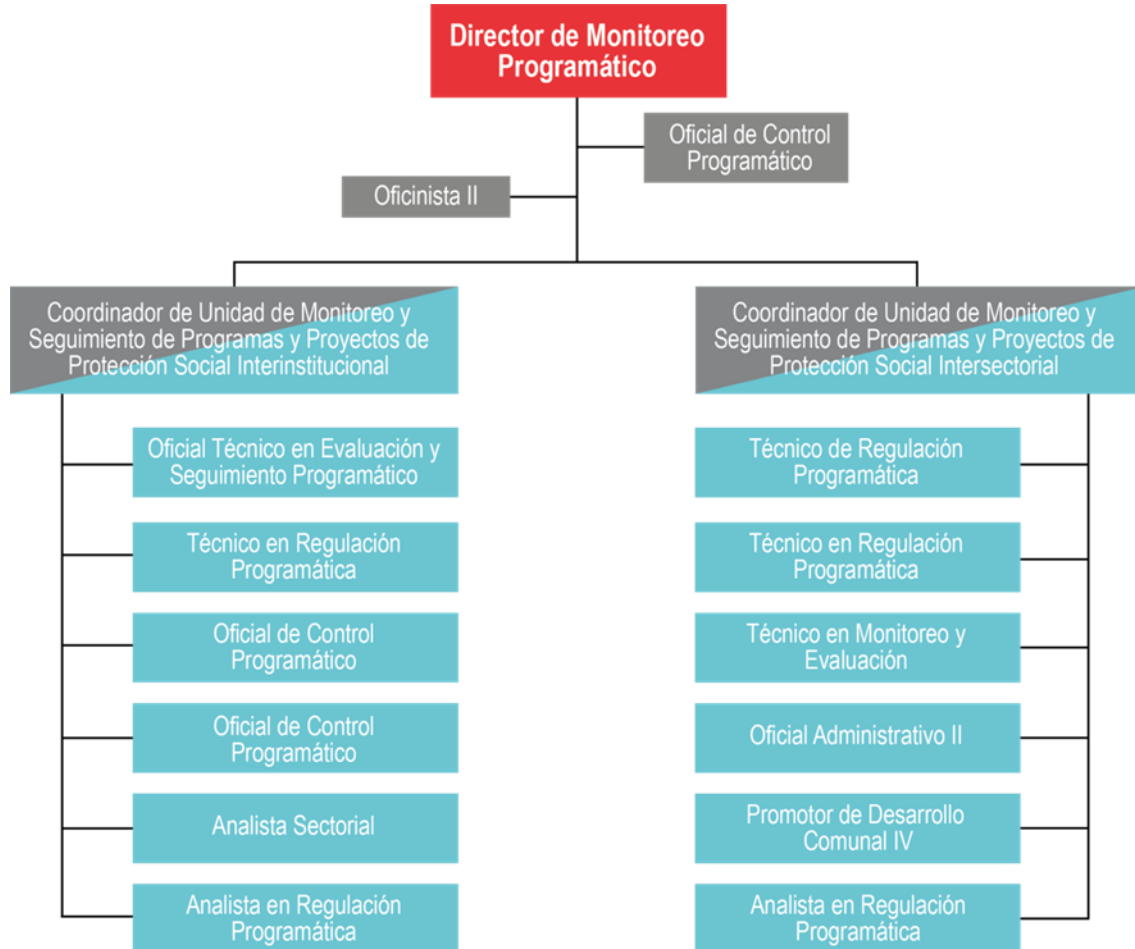 Director de Monitoreo
Programático
Oficial de Control
Programático
Oficinista II
Coordinador de Unidad de Monitoreo y
Seguimiento de Programas y Proyectos de
Protección Social Interinstitucional
Oficial Técnico en Evaluación y
Seguimiento Programático
Técnico en Regulación
Programática
Oficial de Control
Programático
Oficial de Control
Programático
Analista Sectorial
Analista en Regulación
Programática
Coordinador de Unidad de Monitoreo y
Seguimiento de Programas y Proyectos de
Protección Social Intersectorial
Técnico de Regulación
Programática
Técnico en Regulación
Programática
Técnico en Monitoreo y
Evaluación
Oficial Administrativo II
Promotor de Desarrollo
Comunal IV
Analista en Regulación
Programática